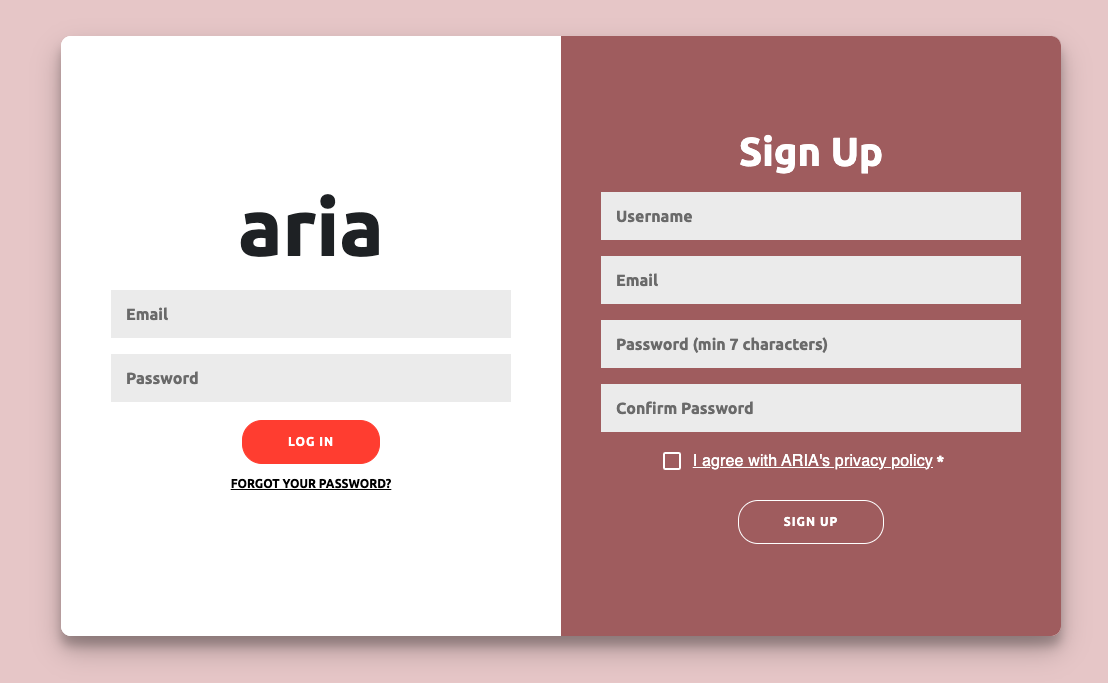 aria
Email
Password
LOG IN
FORGOT YOUR PASSWORD?
Sign Up
Username
Email
Password (min 7 characters)
Confirm Password
I agree with ARIA's privacy policy *
SIGN UP